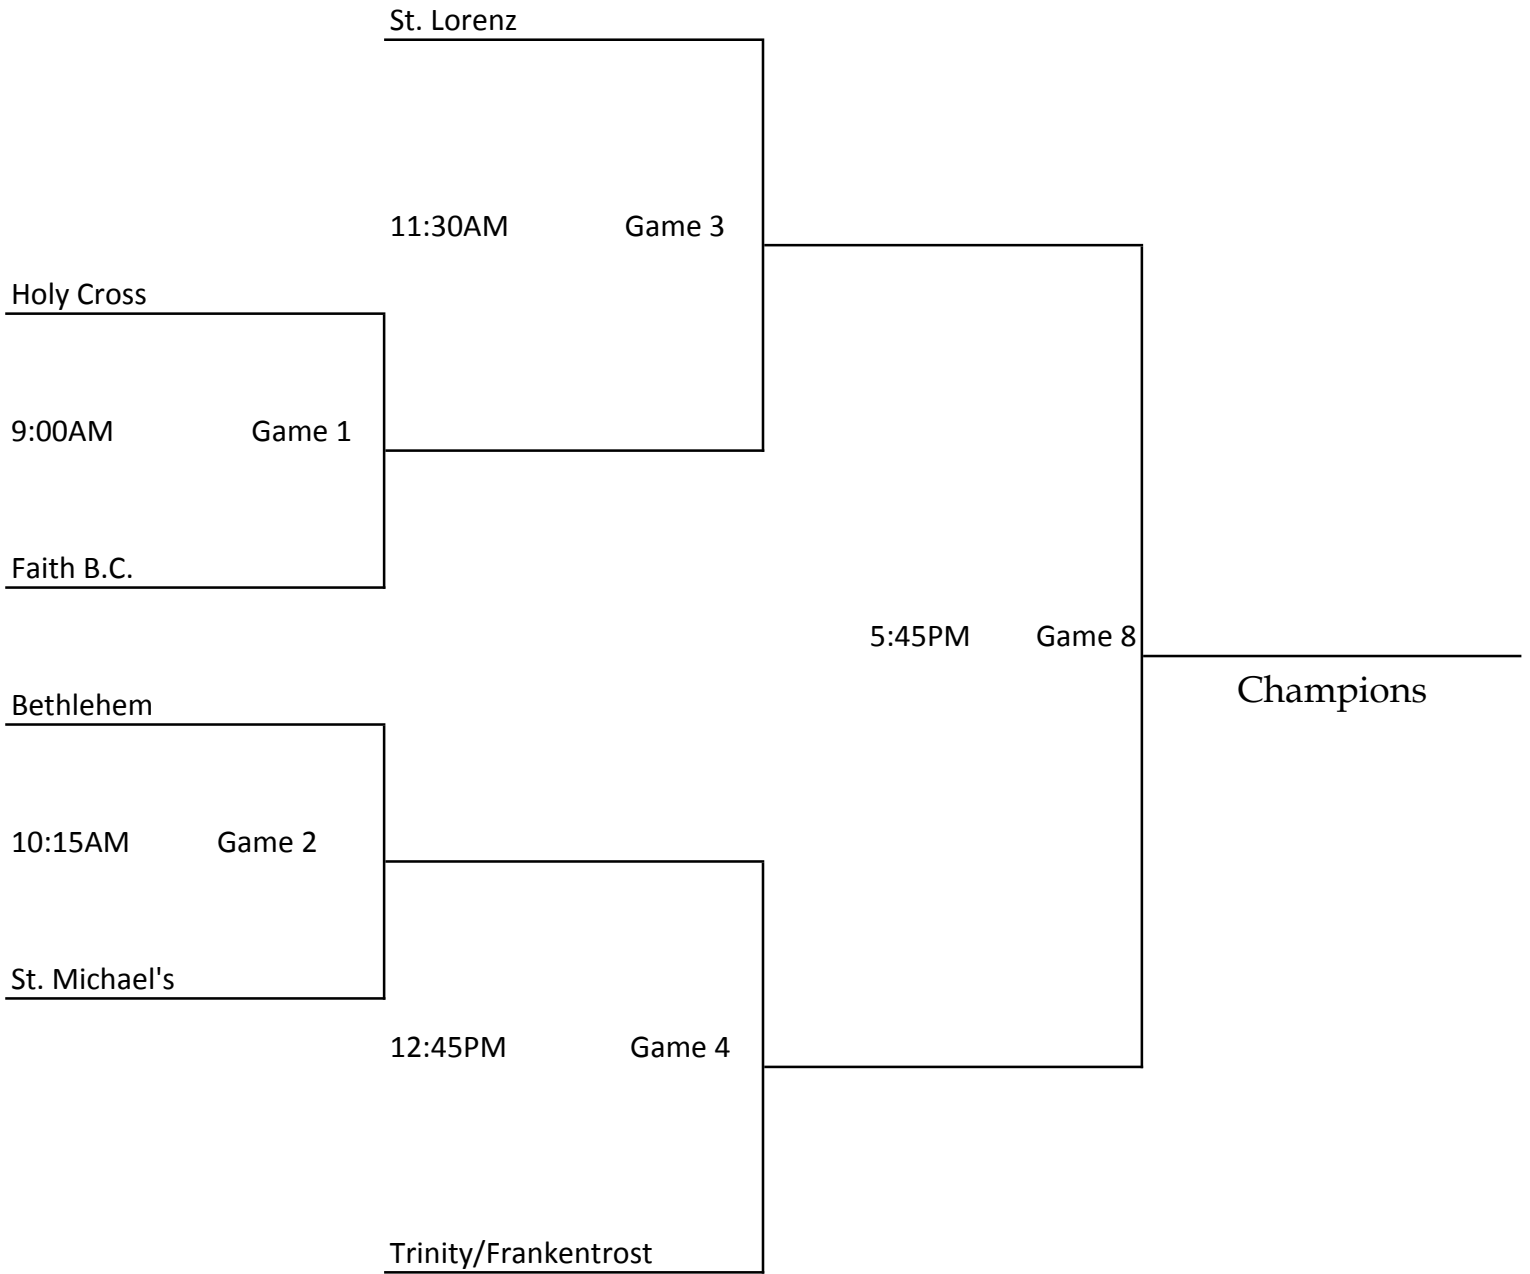 St. Lorenz
11:30AM Game 3
Holy Cross
9:00AM Game 1
Faith B.C.
5:45PM Game 8
Champions
Bethlehem
10:15AM Game 2
St. Michael's
12:45PM Game 4
Trinity/Frankentrost